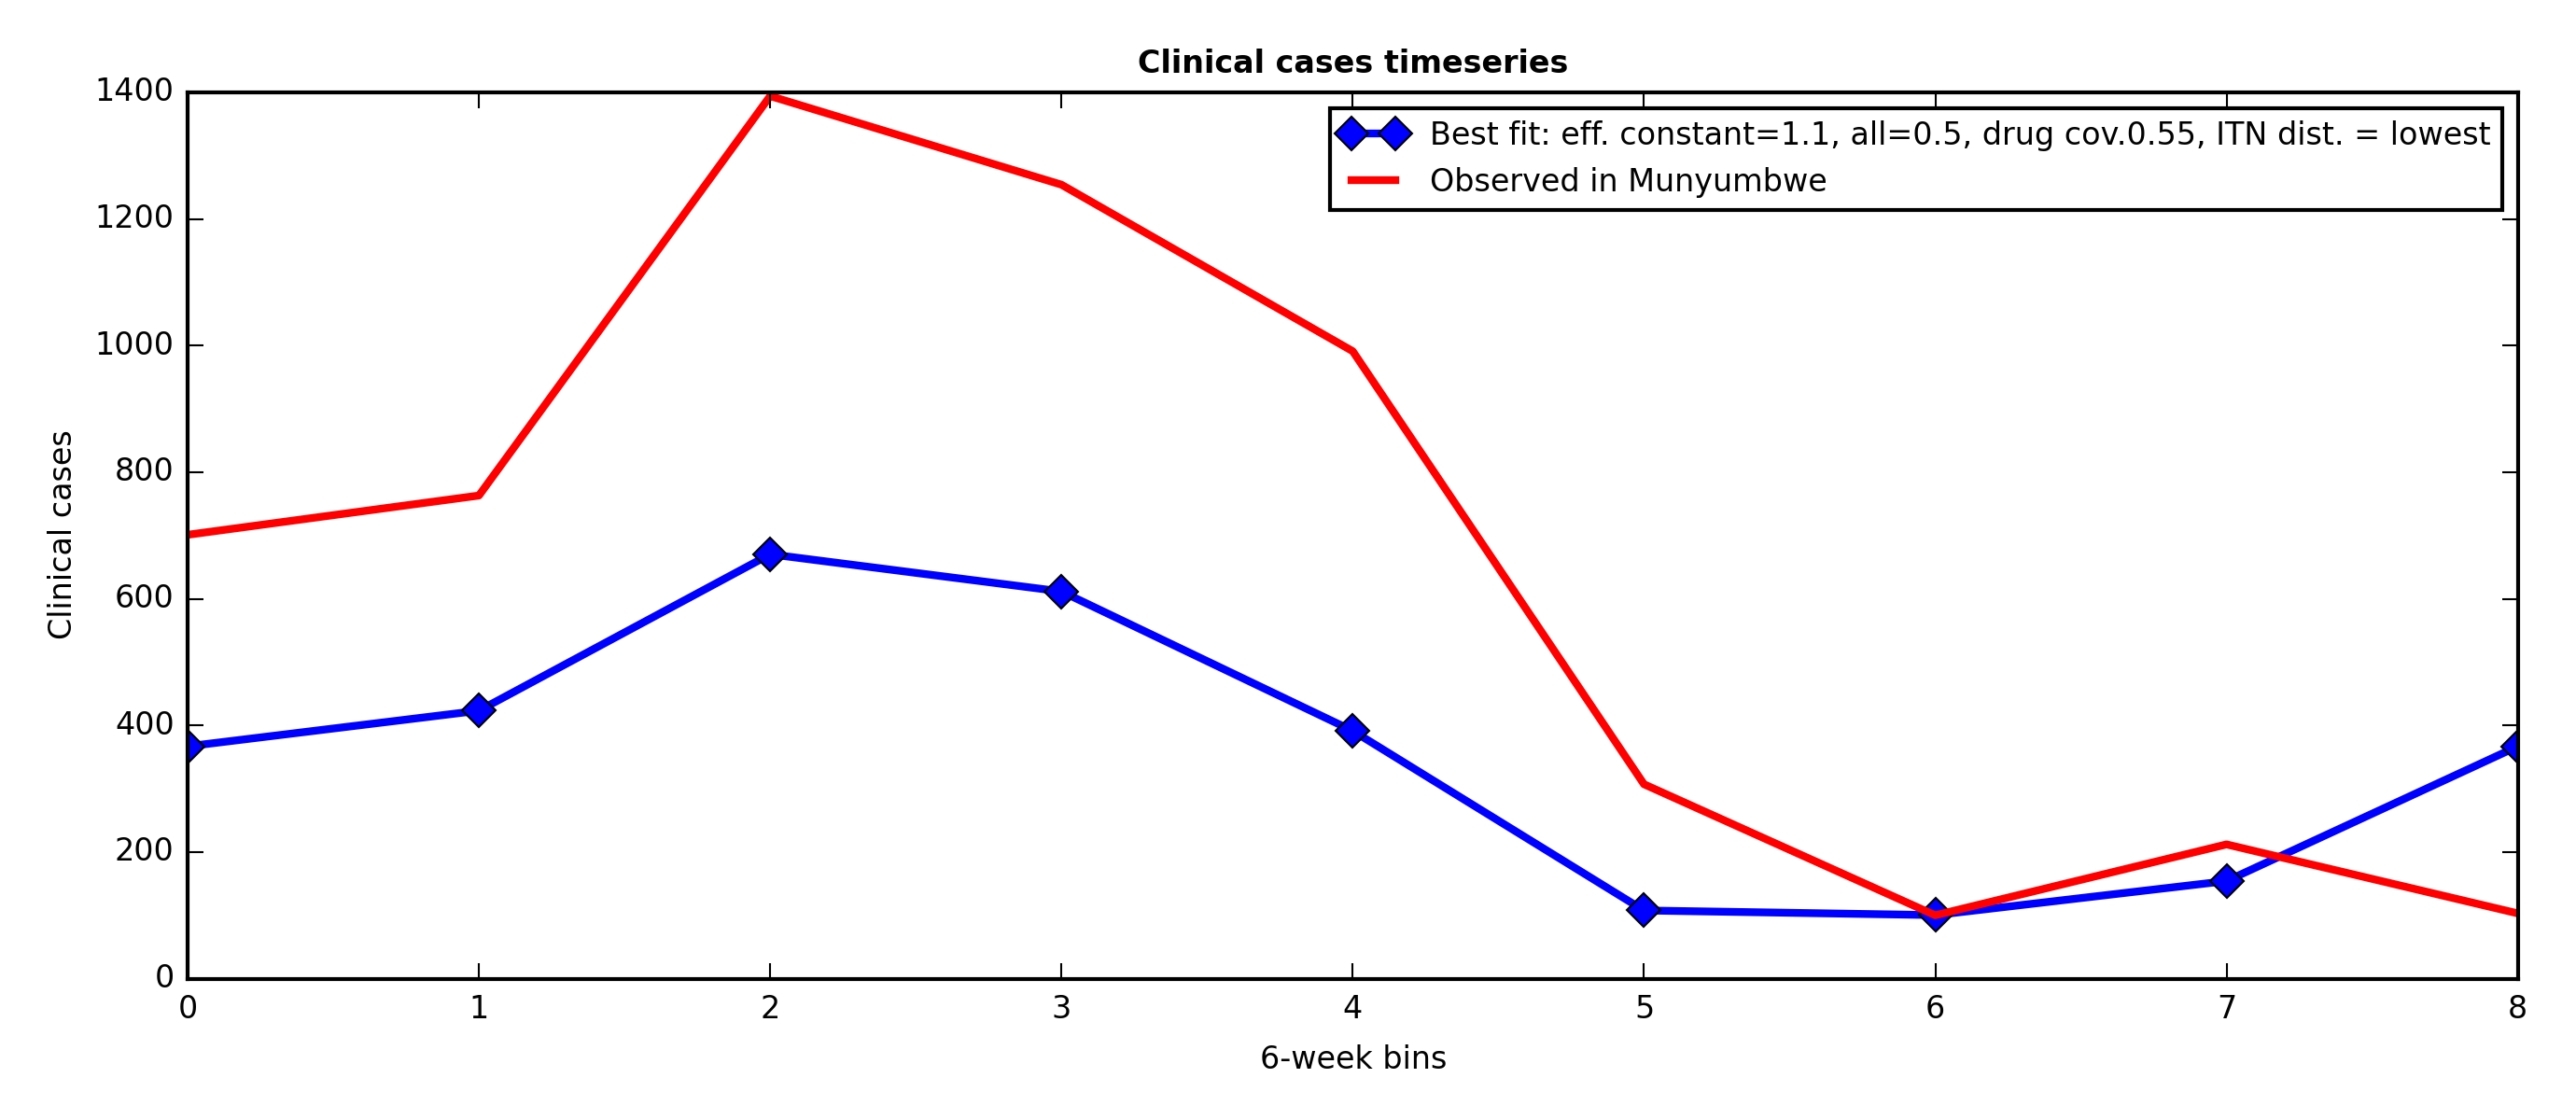 Clinical cases timeseries
1400
1200
1000
800
600
400
200
0
Clinical cases
Best fit: eff. constant=1.1, all=0.5, drug cov.0.55, ITN dist. = lowest
Observed in Munyumbwe
0 1 2 3 4 5 6 7 8
6-week bins